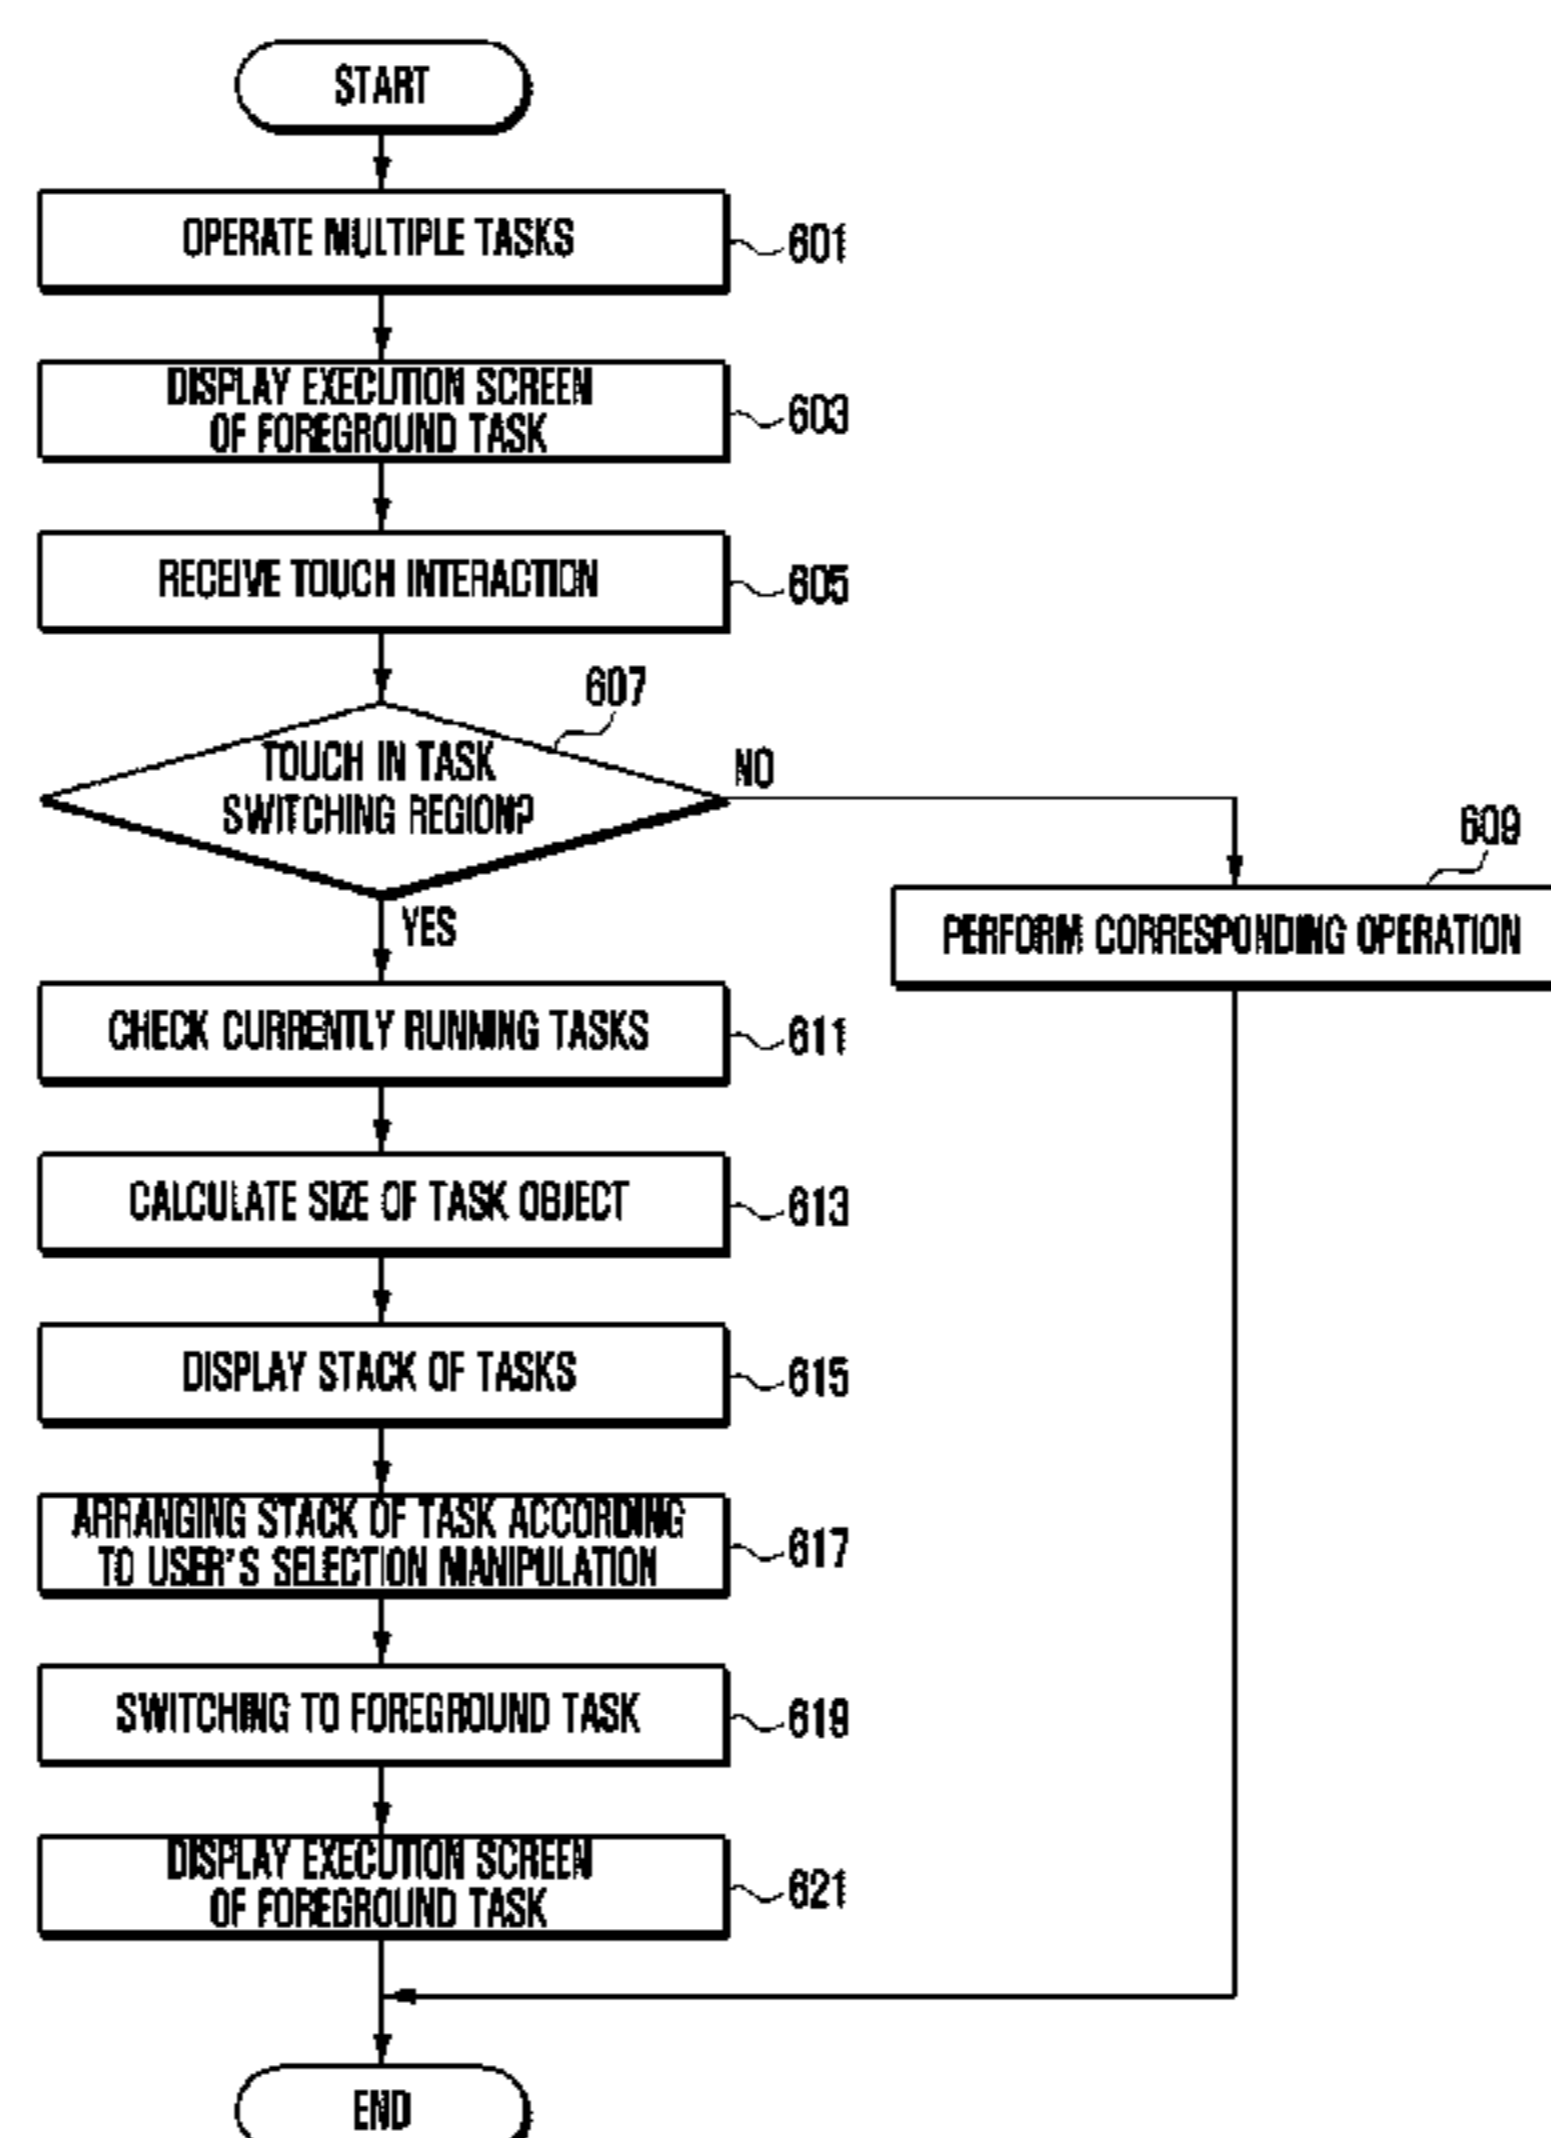 START
OPERATE MULTIPLE TASKS
601
DISPLAY EXECUTION SCREEN
OF FOREGROUND TASK
603
RECEIVE TOUCH INTERACTION
605
607
TOUCH IN TASK
SWITCHING REGION?
NO
YES
609
PERFORM CORRESPONDING OPERATION
CHECK CURRENTLY RUNNING TASKS
611
CALCULATE SIZE OF TASK OBJECT
613
DISPLAY STACK OF TASKS
615
ARRANGING STACK OF TASK ACCORDING
TO USER'S SELECTION MANIPULATION
617
SWITCHING TO FOREGROUND TASK
619
DISPLAY EXECUTION SCREEN
OF FOREGROUND TASK
621
END